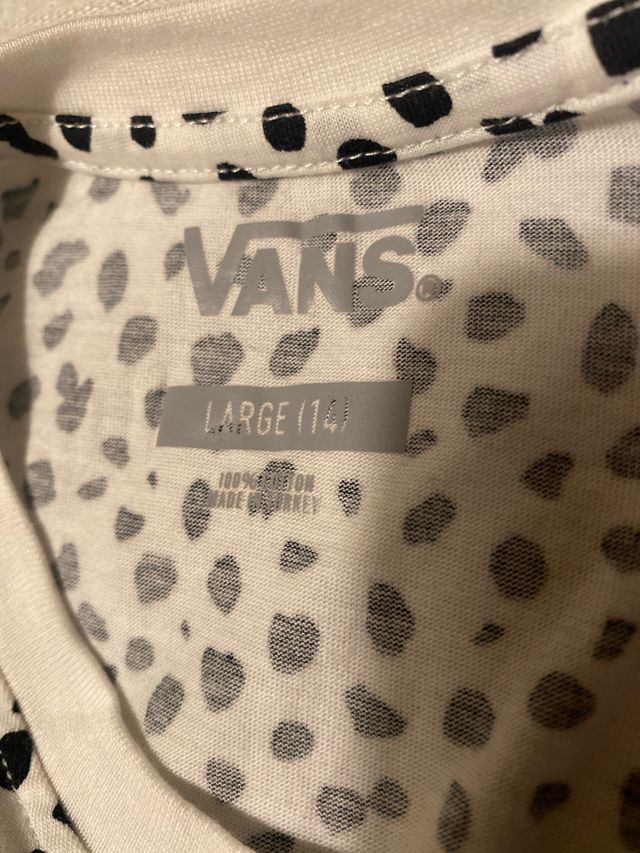 VANS®
LARGE (14)
100% COTTON
MADE IN TURKEY